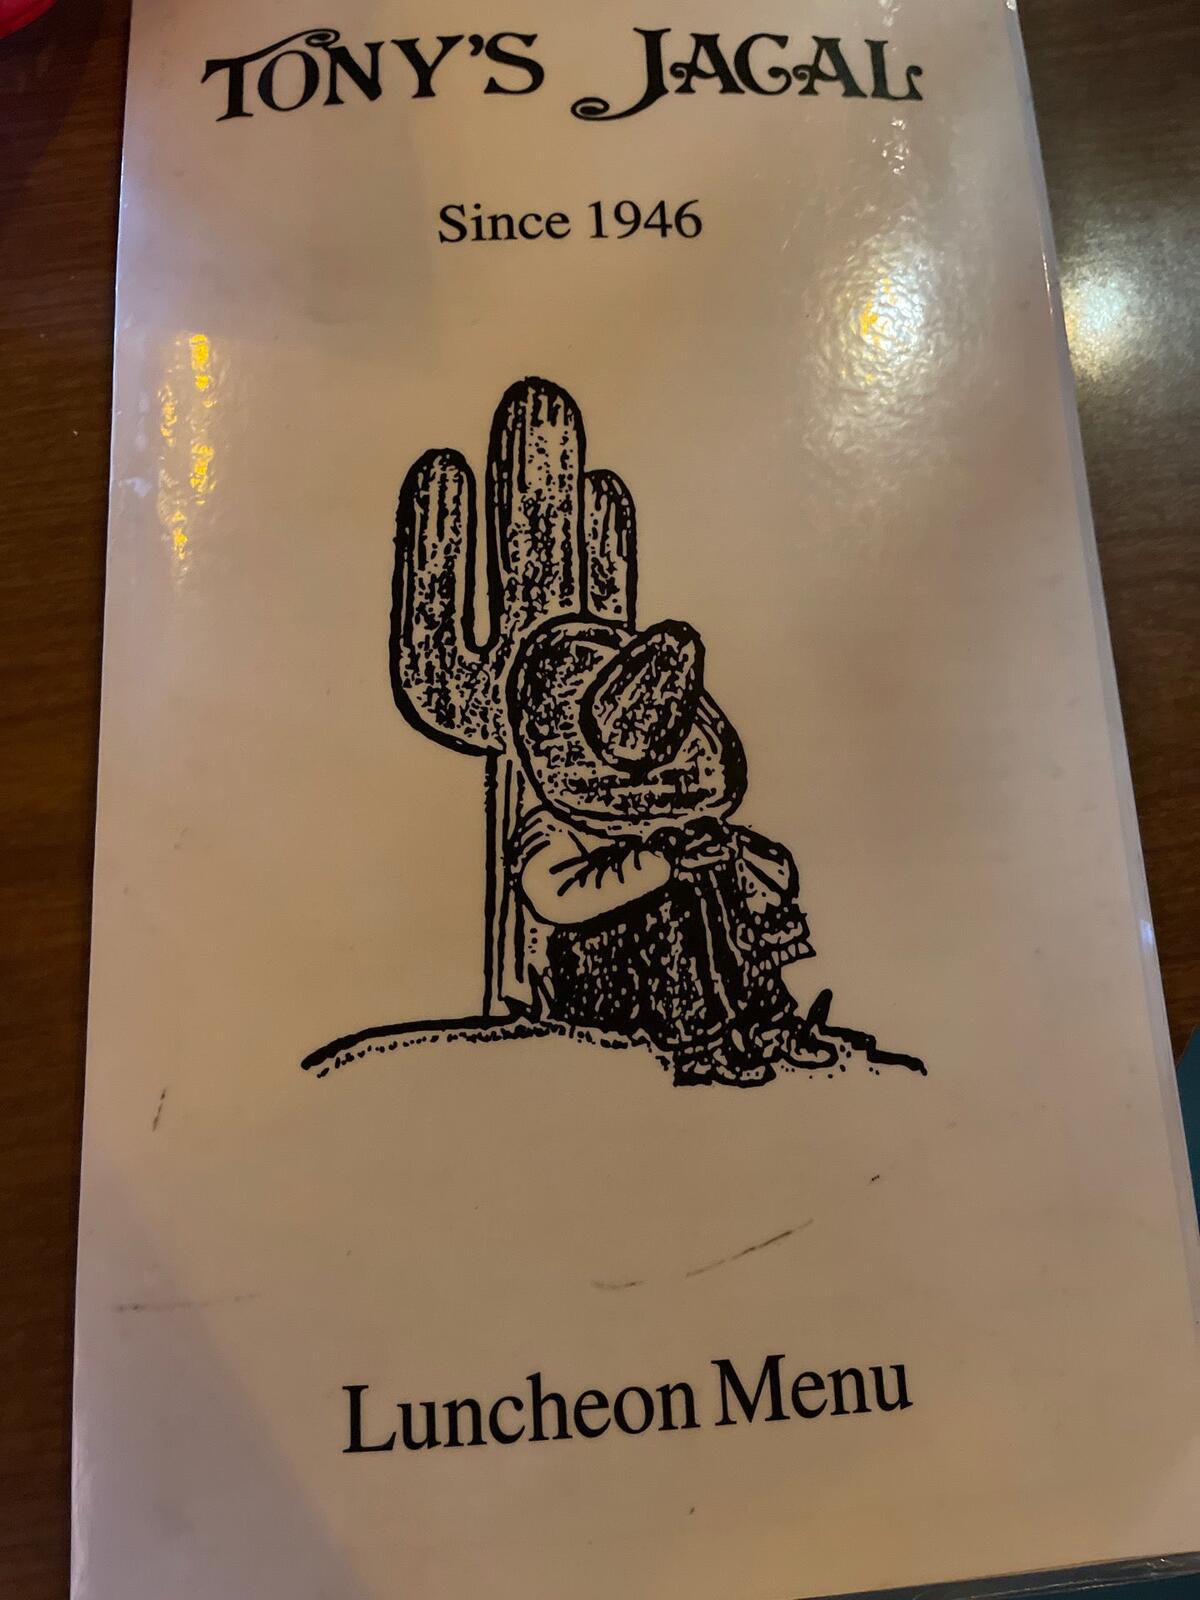 TONY'S JACAL
Since 1946
Luncheon Menu